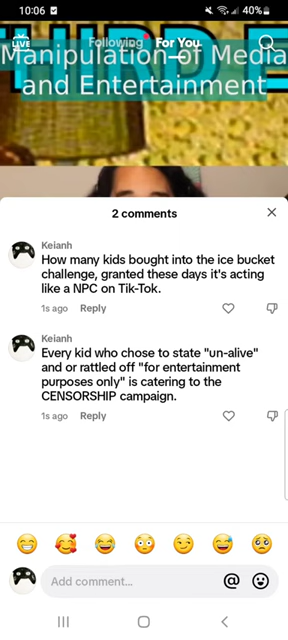 10:06
40%
THIRD E
LIVE
Following
For You
Manipulation of Media
and Entertainment
2 comments
Keianh
How many kids bought into the ice bucket
challenge, granted these days it's acting
like a NPC on Tik-Tok.
1s ago Reply
Keianh
Every kid who chose to state "un-alive"
and or rattled off "for entertainment
purposes only" is catering to the
CENSORSHIP campaign.
1s ago Reply
Add comment...
@